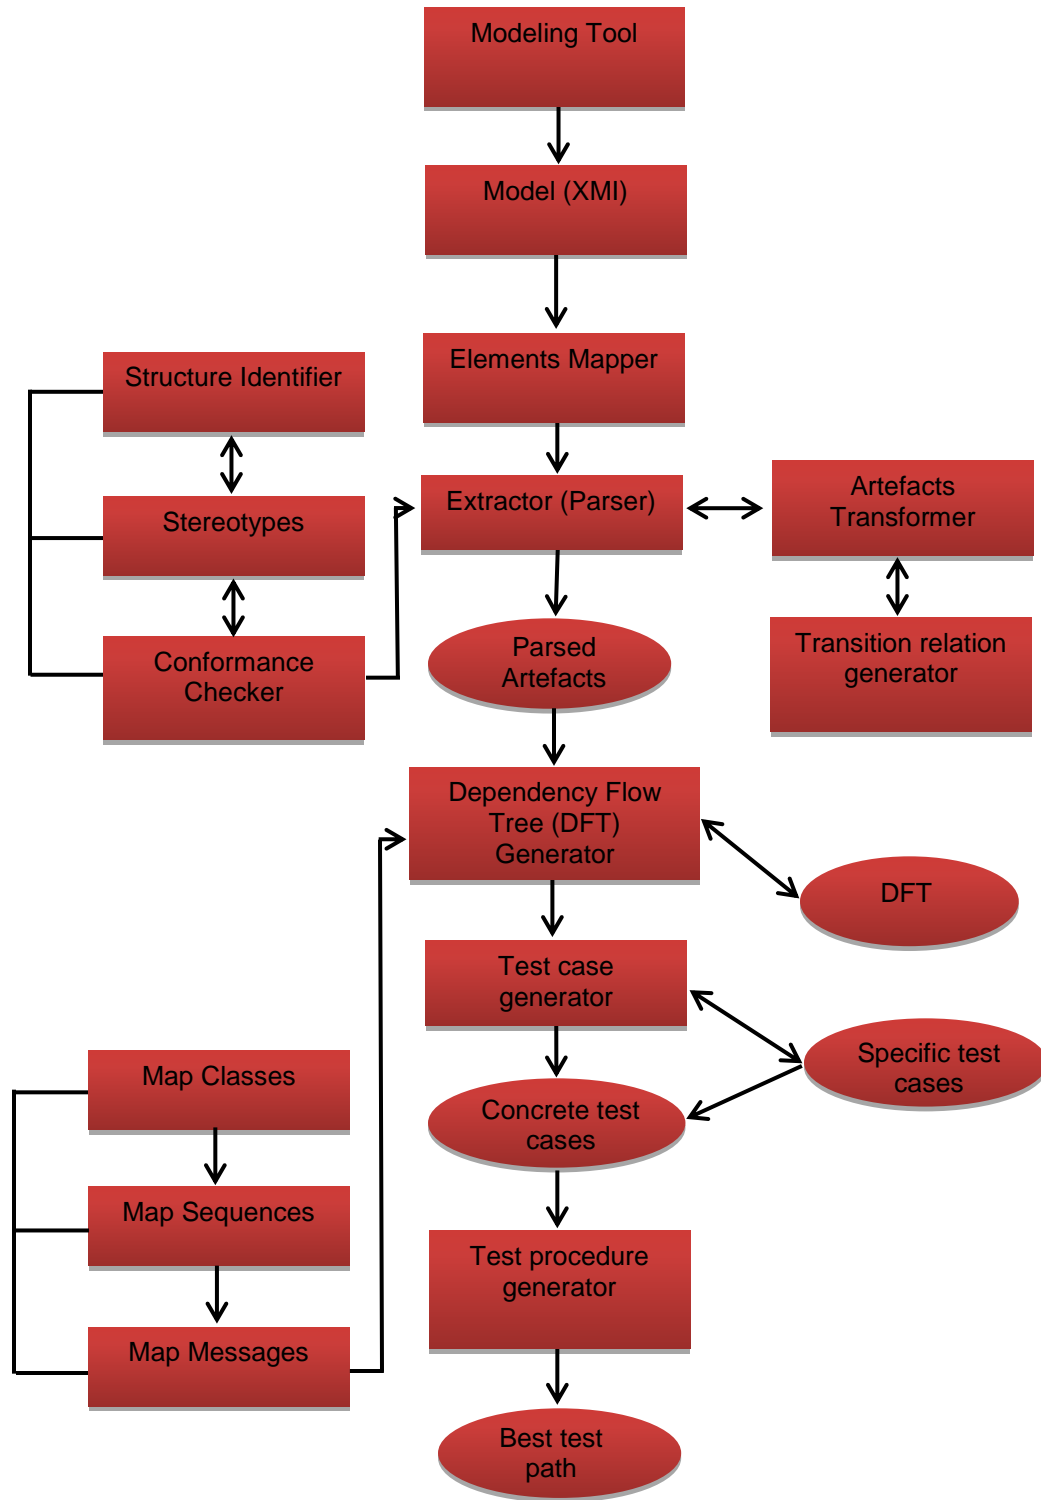 Modeling Tool
Model (XMI)
Elements Mapper
Structure Identifier
Extractor (Parser)
Artefacts
Transformer
Stereotypes
Parsed
Artefacts
Transition relation
generator
Conformance
Checker
Dependency Flow
Tree (DFT)
Generator
DFT
Test case
generator
Specific test
cases
Map Classes
Concrete test
cases
Map Sequences
Test procedure
generator
Map Messages
Best test
path